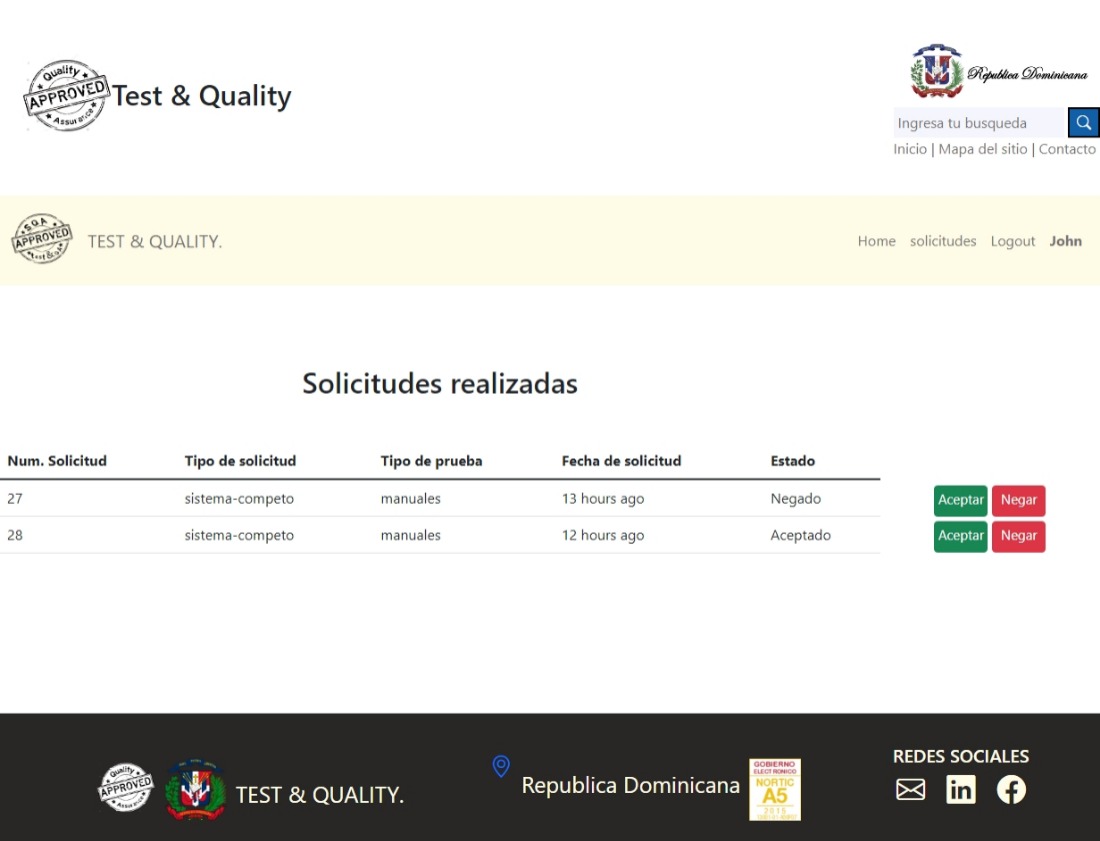 Quality
APPROVED
Assurance
Test & Quality
Republica Dominicana
Ingresa tu busqueda
Inicio | Mapa del sitio | Contacto
S.Q.A
APPROVED
TEST & QUALITY.
Home solicitudes Logout John
Solicitudes realizadas
Num. Solicitud Tipo de solicitud Tipo de prueba Fecha de solicitud Estado
27 sistema-competo manuales 13 hours ago Negado Aceptar Negar
28 sistema-competo manuales 12 hours ago Aceptado Aceptar Negar
Quality
APPROVED
Assurance
TEST & QUALITY.
Republica Dominicana
GOBIERNO
ELECTRONICO
NORTIC
A5
2015
REDES SOCIALES
in